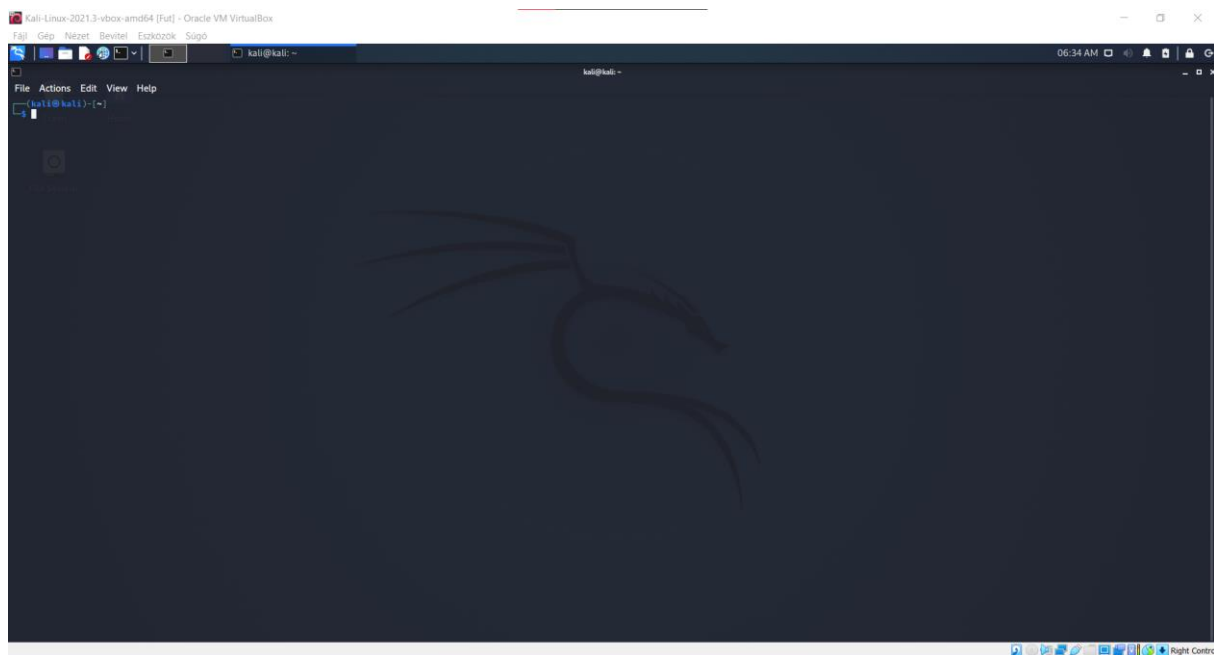 Kali-Linux-2021.3-vbox-amd64 [Fut] - Oracle VM VirtualBox
Fájl Gép Nézet Bevitel Eszközök Súgó
kali@kali: ~
06:34 AM
kali@kali: ~
File Actions Edit View Help
(kali㉿kali)-[~]
$
Right Contro